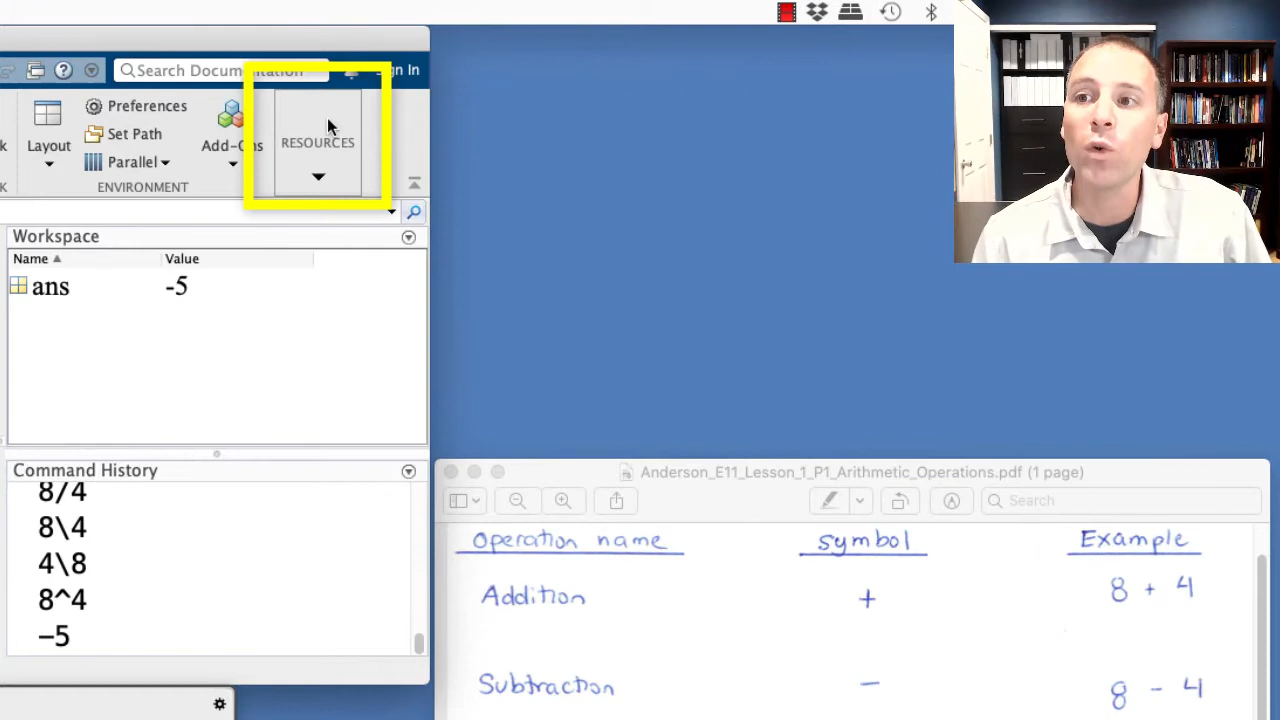 Search Documentation
Sign In
Layout
Preferences
Set Path
Parallel
Add-Ons
RESOURCES
ENVIRONMENT
Workspace
Name
Value
ans
-5
Command History
8/4
8\4
4\8
8^4
-5
Anderson_E11_Lesson_1_P1_Arithmetic_Operations.pdf (1 page)
Search
Operation name
symbol
Example
Addition
+
8 + 4
Subtraction
-
8 - 4